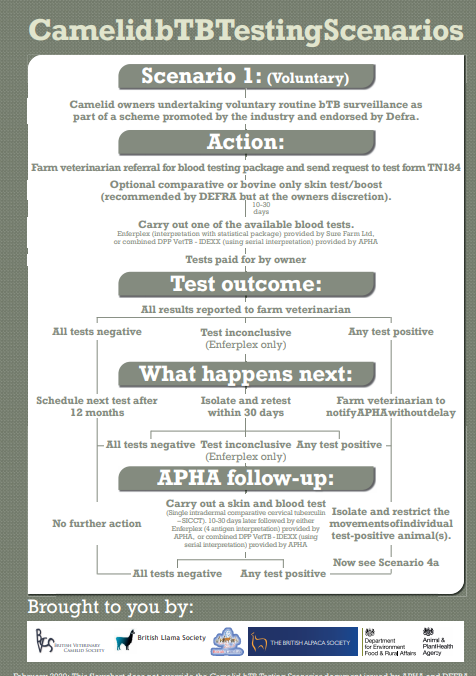 CamelidbTBTestingScenarios
Scenario 1: (Voluntary)
Camelid owners undertaking voluntary routine bTB surveillance as
part of a scheme promoted by the industry and endorsed by Defra.
Action:
Farm veterinarian referral for blood testing package and send request to test form TN184
Optional comparative or bovine only skin test/boost
(recommended by DEFRA but at the owners discretion).
10-30
days
Carry out one of the available blood tests.
Enferplex (interpretation with statistical package) provided by Sure Farm Ltd,
or combined DPP VetTB - IDEXX (using serial interpretation) provided by APHA
Tests paid for by owner
Test outcome:
All results reported to farm veterinarian
All tests negative
Test inconclusive
(Enferplex only)
Any test positive
What happens next:
Schedule next test after
12 months
Isolate and retest
within 30 days
Farm veterinarian to
notifyAPHAwithoutdelay
All tests negative
Test inconclusive
(Enferplex only)
Any test positive
APHA follow-up:
No further action
Carry out a skin and blood test
(Single intradermal comparative cervical tuberculin
-SICCT), 10-30 days later followed by either
Enferplex (4 antigen interpretation) provided by
APHA, or combined DPP VetTB - IDEXX (using
serial interpretation) provided by APHA
Isolate and restrict the
movementsofindividual
test-positive animal(s).
Now see Scenario 4a
All tests negative
Any test positive
Brought to you by:
BVCS
BRITISH VETERINARY
CAMELID SOCIETY
British Llama Society
THE BRITISH ALPACA SOCIETY
Department
for Environment
Food & Rural Affairs
Animal &
PlantHealth
Agency